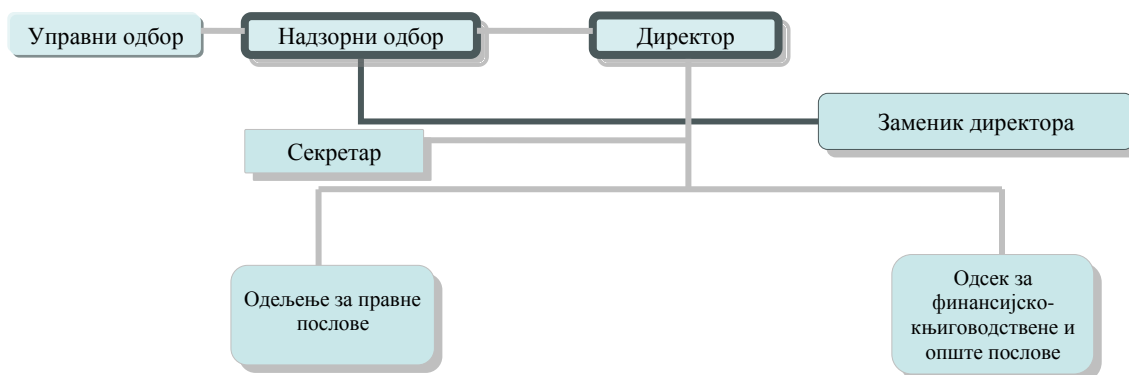 Управни одбор
Надзорни одбор
Директор
Заменик директора
Секретар
Одељење за правне
послове
Одсек за
финансијско-
књиговодствене и
опште послове